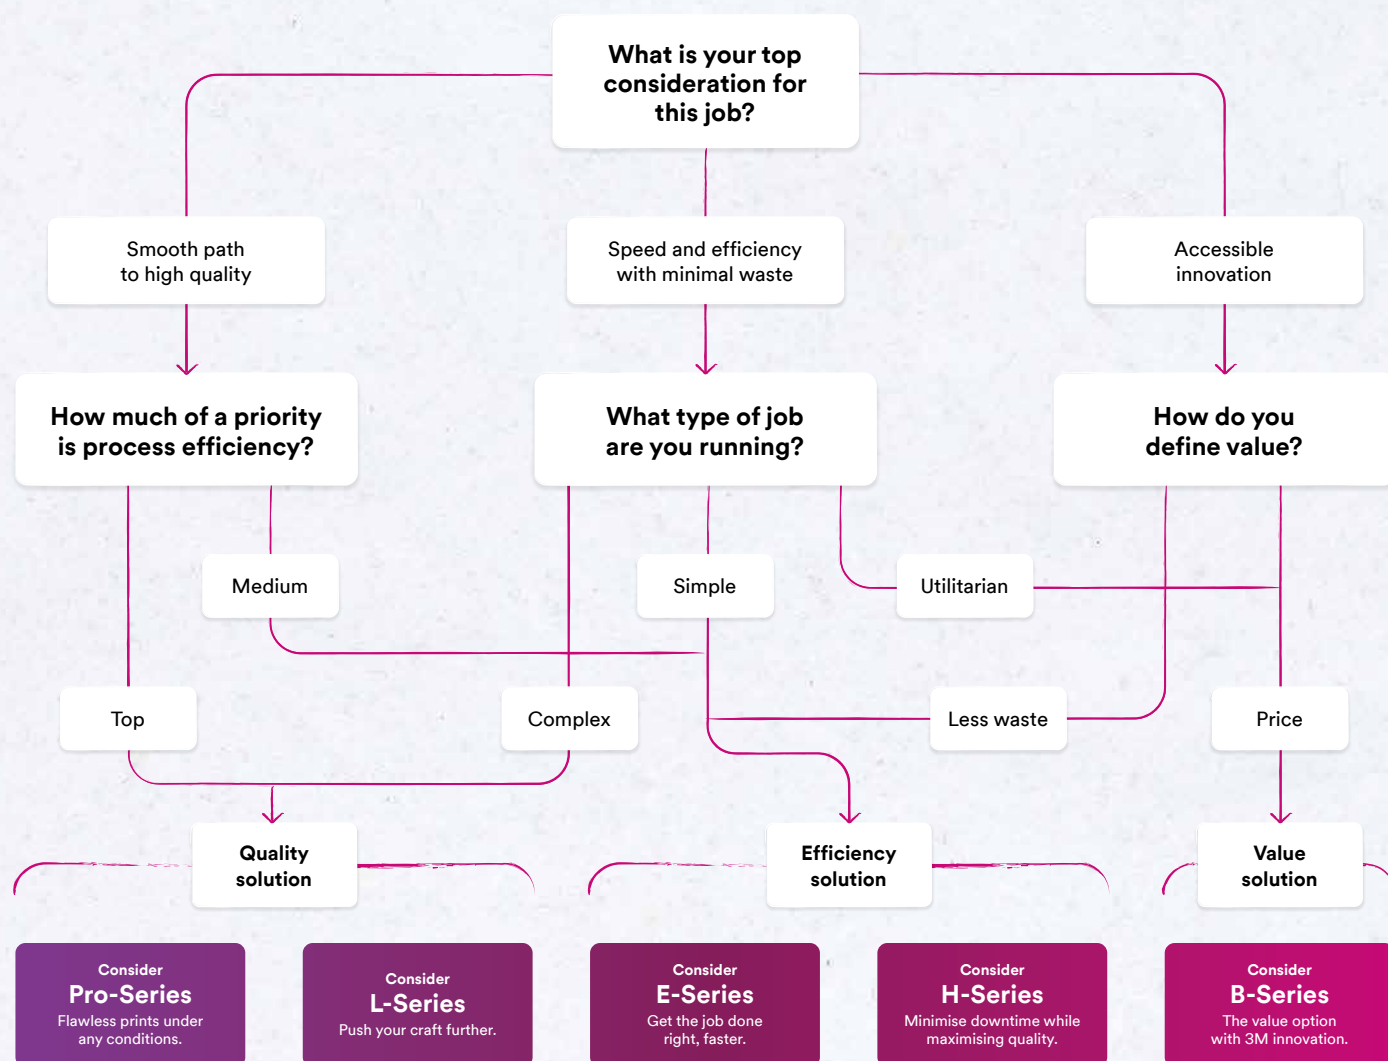 What is your top
consideration for
this job?
Smooth path
to high quality
Speed and efficiency
with minimal waste
Accessible
innovation
How much of a priority
is process efficiency?
What type of job
are you running?
How do you
define value?
Medium
Simple
Utilitarian
Top
Complex
Less waste
Price
Quality
solution
Efficiency
solution
Value
solution
Consider
Pro-Series
Flawless prints under
any conditions.
Consider
L-Series
Push your craft further.
Consider
E-Series
Get the job done
right, faster.
Consider
H-Series
Minimise downtime while
maximising quality.
Consider
B-Series
The value option
with 3M innovation.